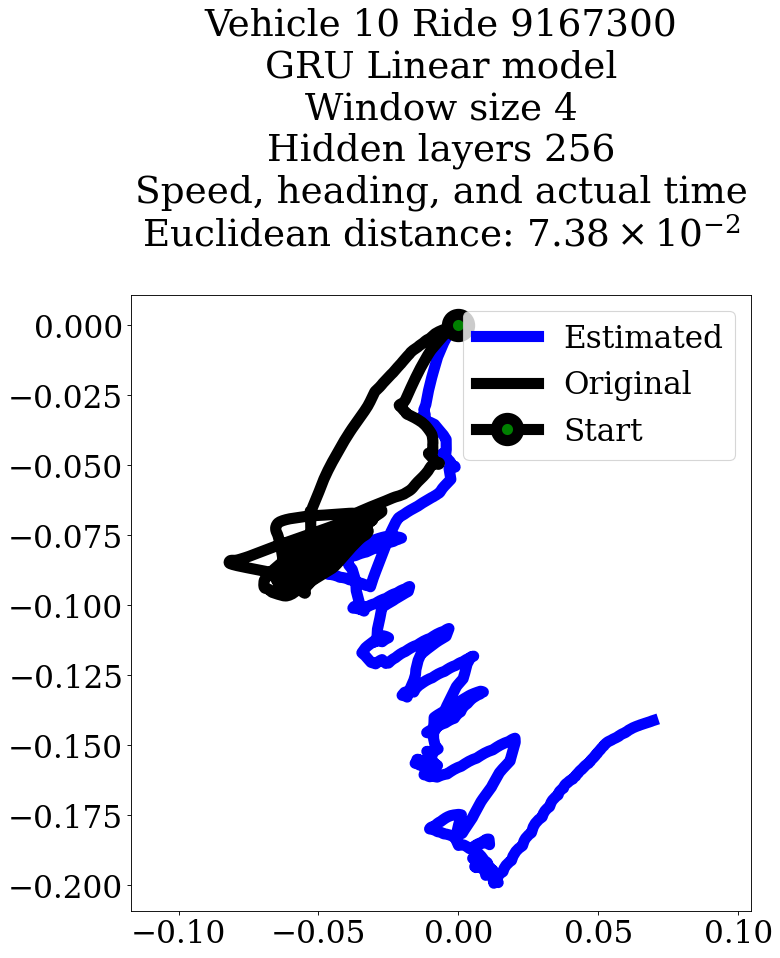 Vehicle 10 Ride 9167300
GRU Linear model
Window size 4
Hidden layers 256
Speed, heading, and actual time
Euclidean distance: 7.38 × 10⁻²
Estimated
Original
Start
0.000
−0.025
−0.050
−0.075
−0.100
−0.125
−0.150
−0.175
−0.200
−0.10 −0.05 0.00 0.05 0.10